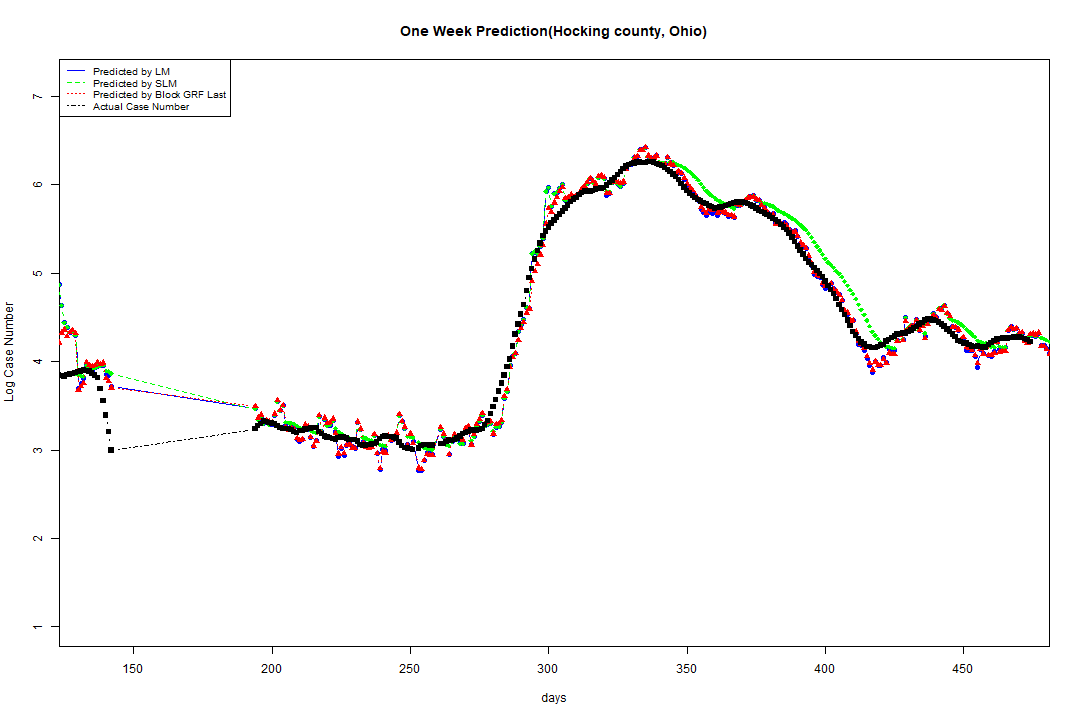 One Week Prediction(Hocking county, Ohio)
Predicted by LM
Predicted by SLM
Predicted by Block GRF Last
Actual Case Number
Log Case Number
7
6
5
4
3
2
1
150 200 250 300 350 400 450
days